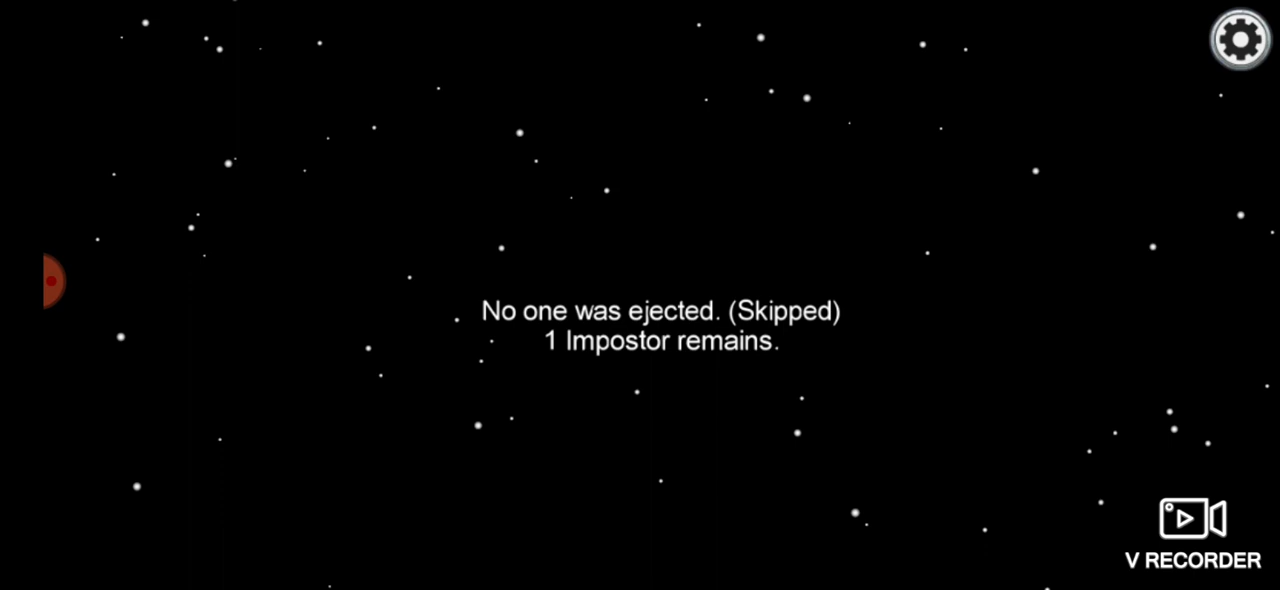 No one was ejected. (Skipped)
1 Impostor remains.
V RECORDER